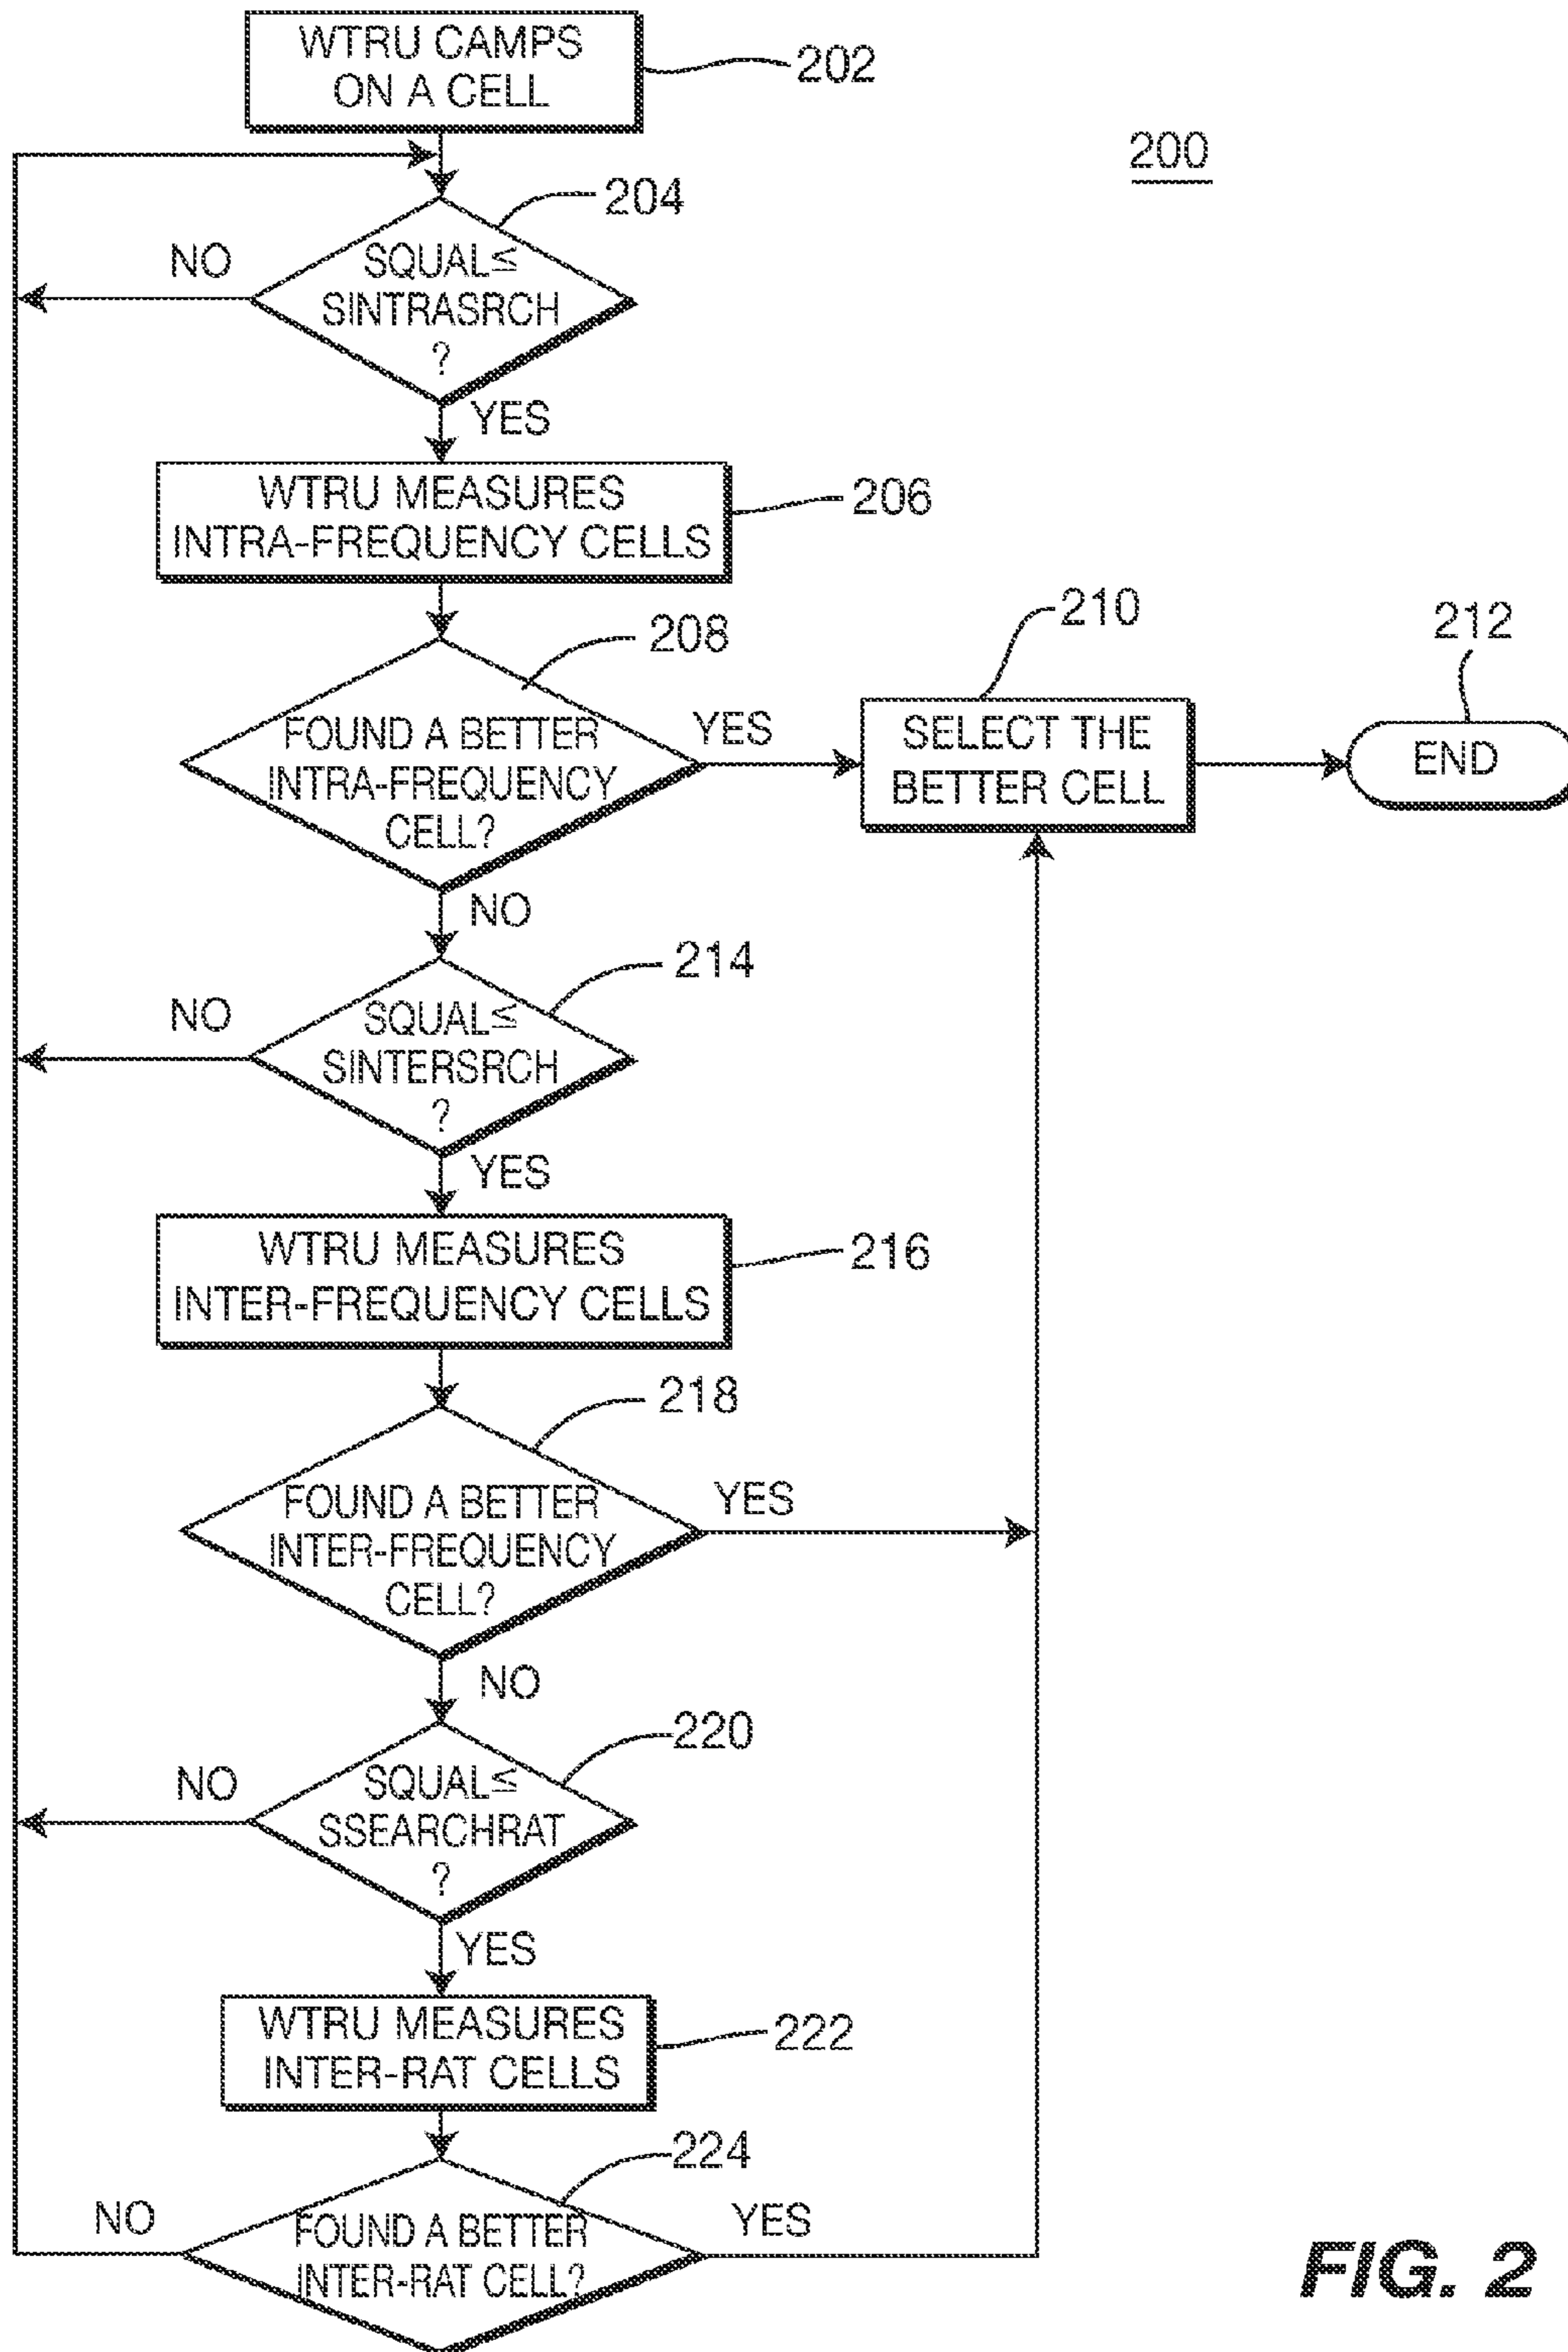 WTRU CAMPS
ON A CELL
202
200
204
NO
SQUAL≤
SINTRASRCH
?
YES
WTRU MEASURES
INTRA-FREQUENCY CELLS
206
208
210
212
FOUND A BETTER
INTRA-FREQUENCY
CELL?
YES
SELECT THE
BETTER CELL
END
NO
214
NO
SQUAL≤
SINTERSRCH
?
YES
WTRU MEASURES
INTER-FREQUENCY CELLS
216
218
FOUND A BETTER
INTER-FREQUENCY
CELL?
YES
NO
220
NO
SQUAL≤
SSEARCHRAT
?
YES
WTRU MEASURES
INTER-RAT CELLS
222
224
NO
FOUND A BETTER
INTER-RAT CELL?
YES
FIG. 2